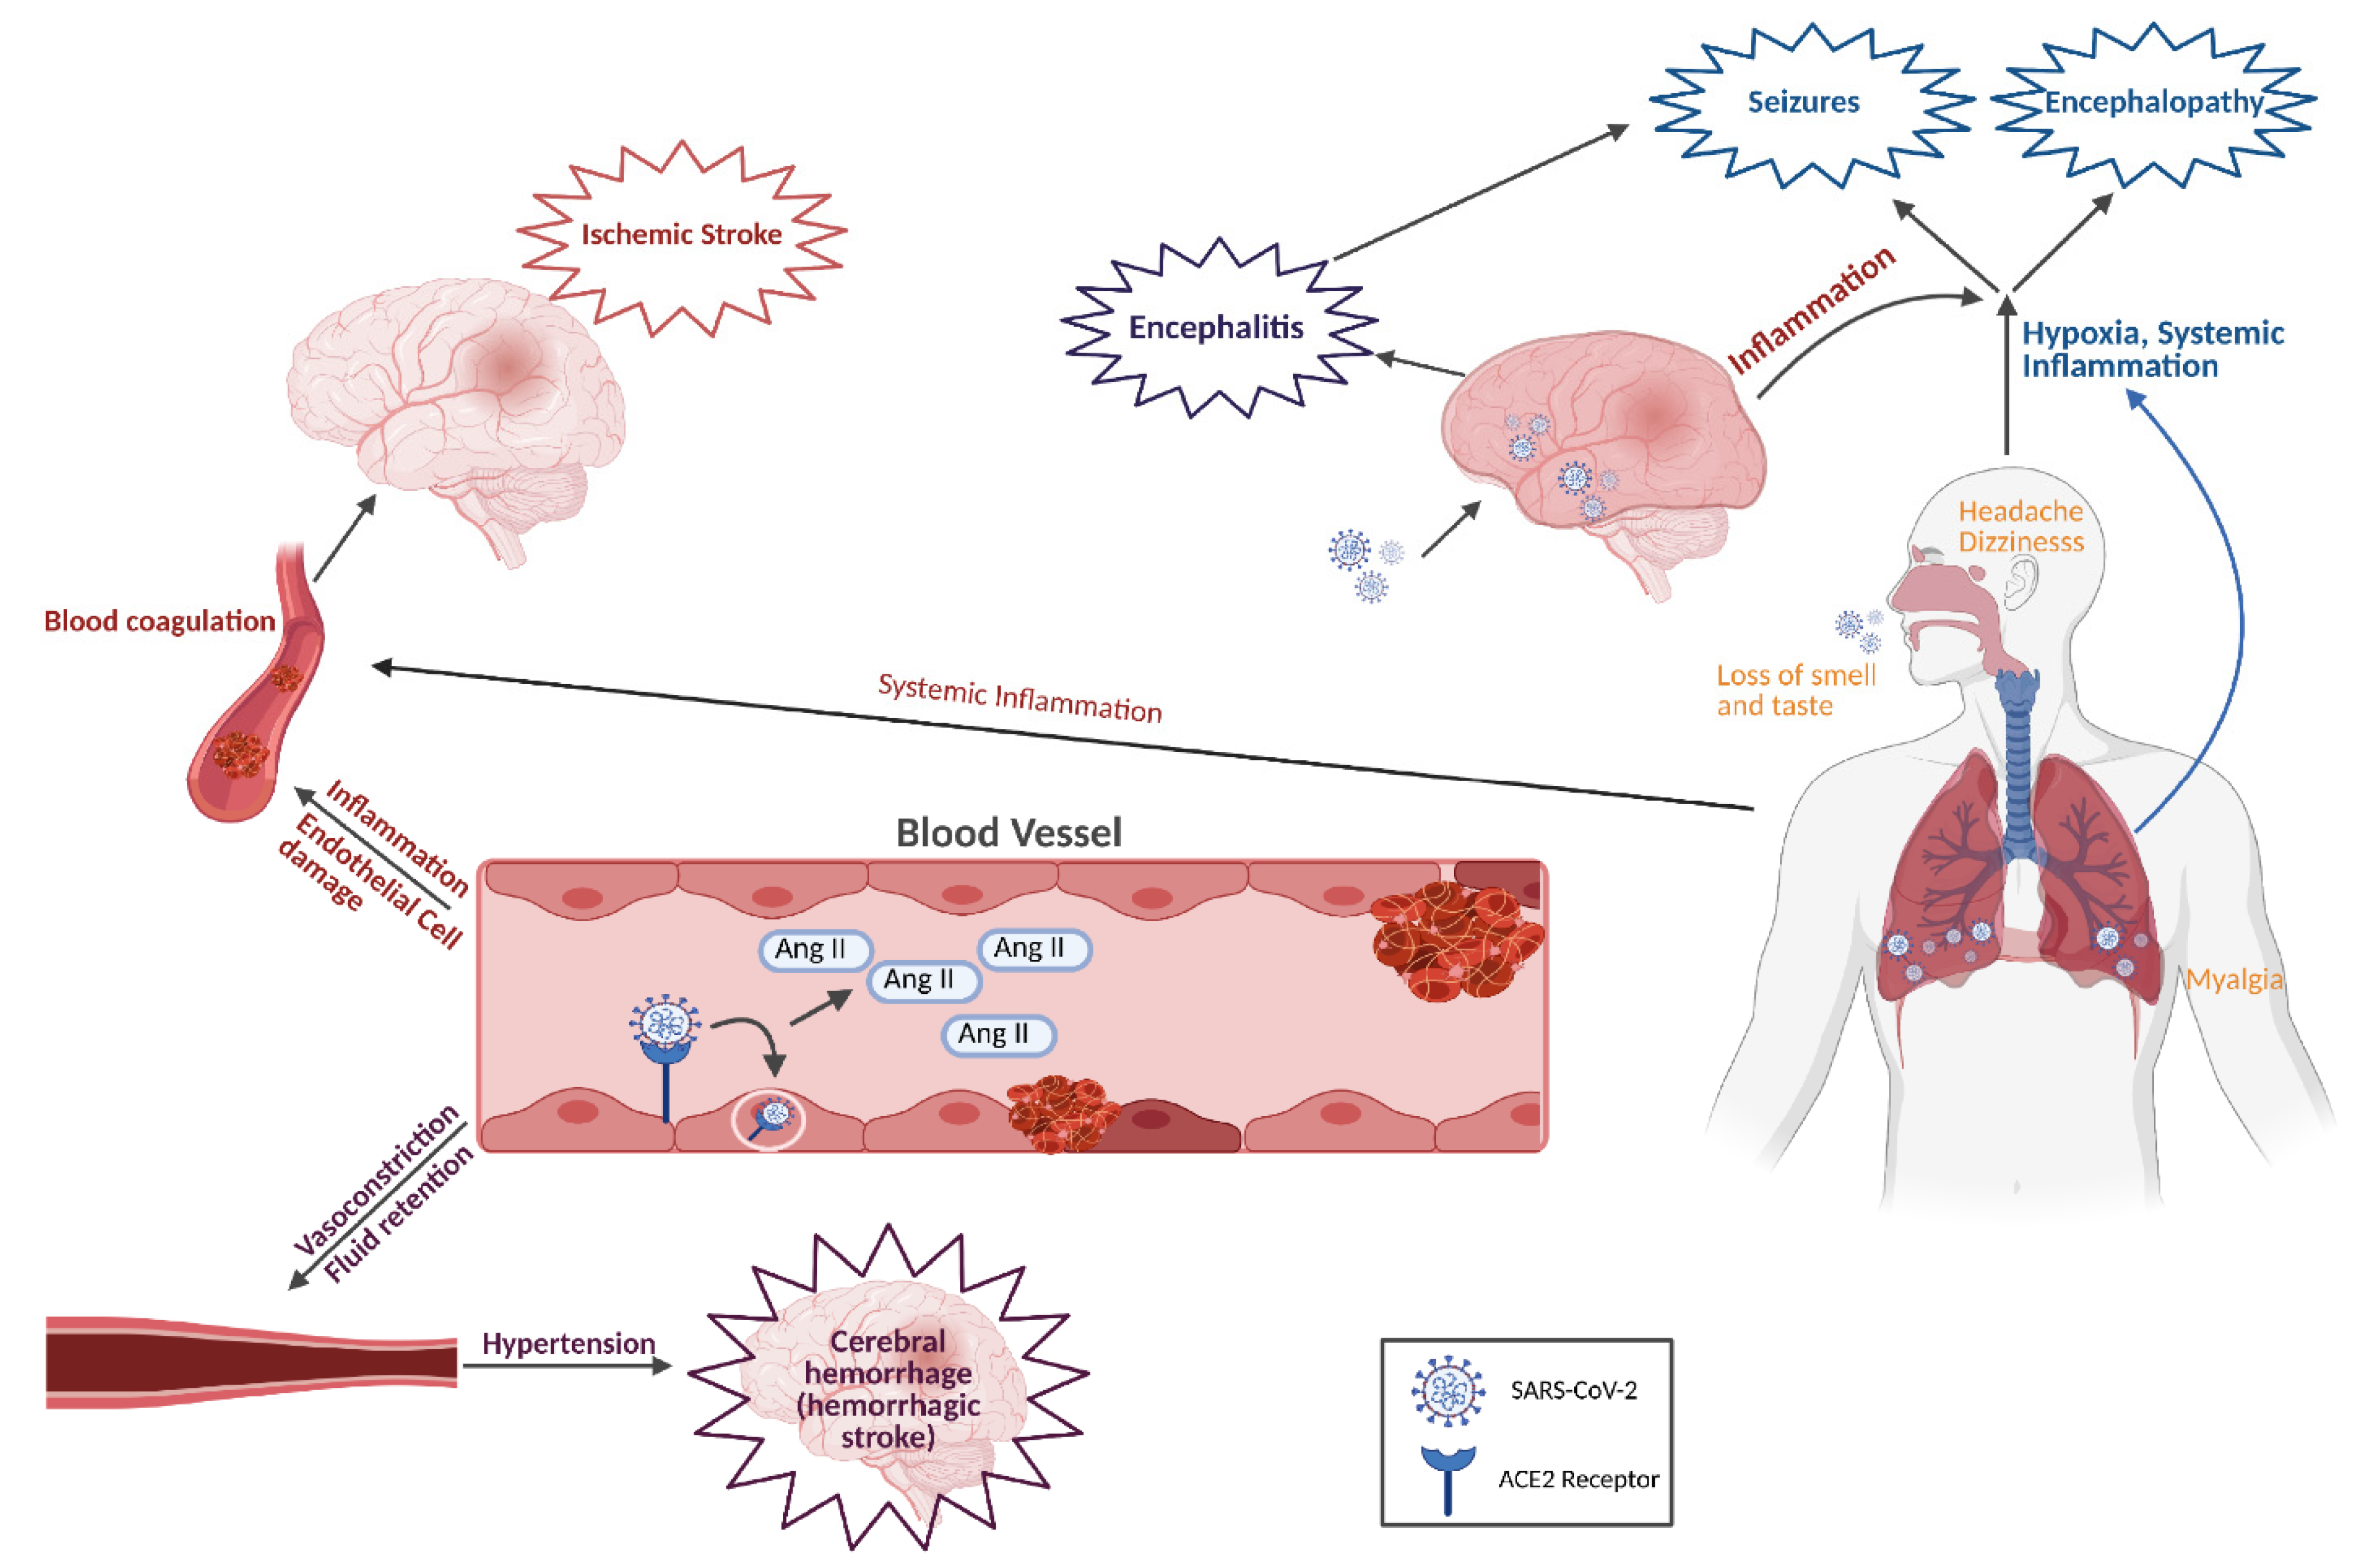 Seizures
Encephalopathy
Ischemic Stroke
Encephalitis
Inflammation
Hypoxia, Systemic
Inflammation
Headache
Dizzinesss
Blood coagulation
Loss of smell
and taste
Systemic Inflammation
Inflammation
Endothelial Cell
damage
Blood Vessel
Ang II
Ang II
Ang II
Ang II
Myalgia
Vasoconstriction
Fluid retention
Hypertension
Cerebral
hemorrhage
(hemorrhagic
stroke)
SARS-CoV-2
ACE2 Receptor